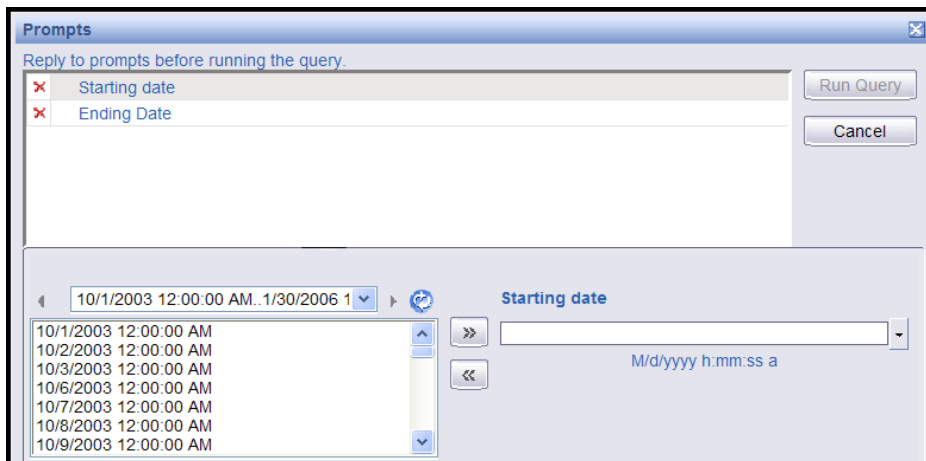 Prompts
Reply to prompts before running the query.
Starting date
Ending Date
Run Query
Cancel
10/1/2003 12:00:00 AM..1/30/2006 1
10/1/2003 12:00:00 AM
10/2/2003 12:00:00 AM
10/3/2003 12:00:00 AM
10/6/2003 12:00:00 AM
10/7/2003 12:00:00 AM
10/8/2003 12:00:00 AM
10/9/2003 12:00:00 AM
Starting date
M/d/yyyy h:mm:ss a